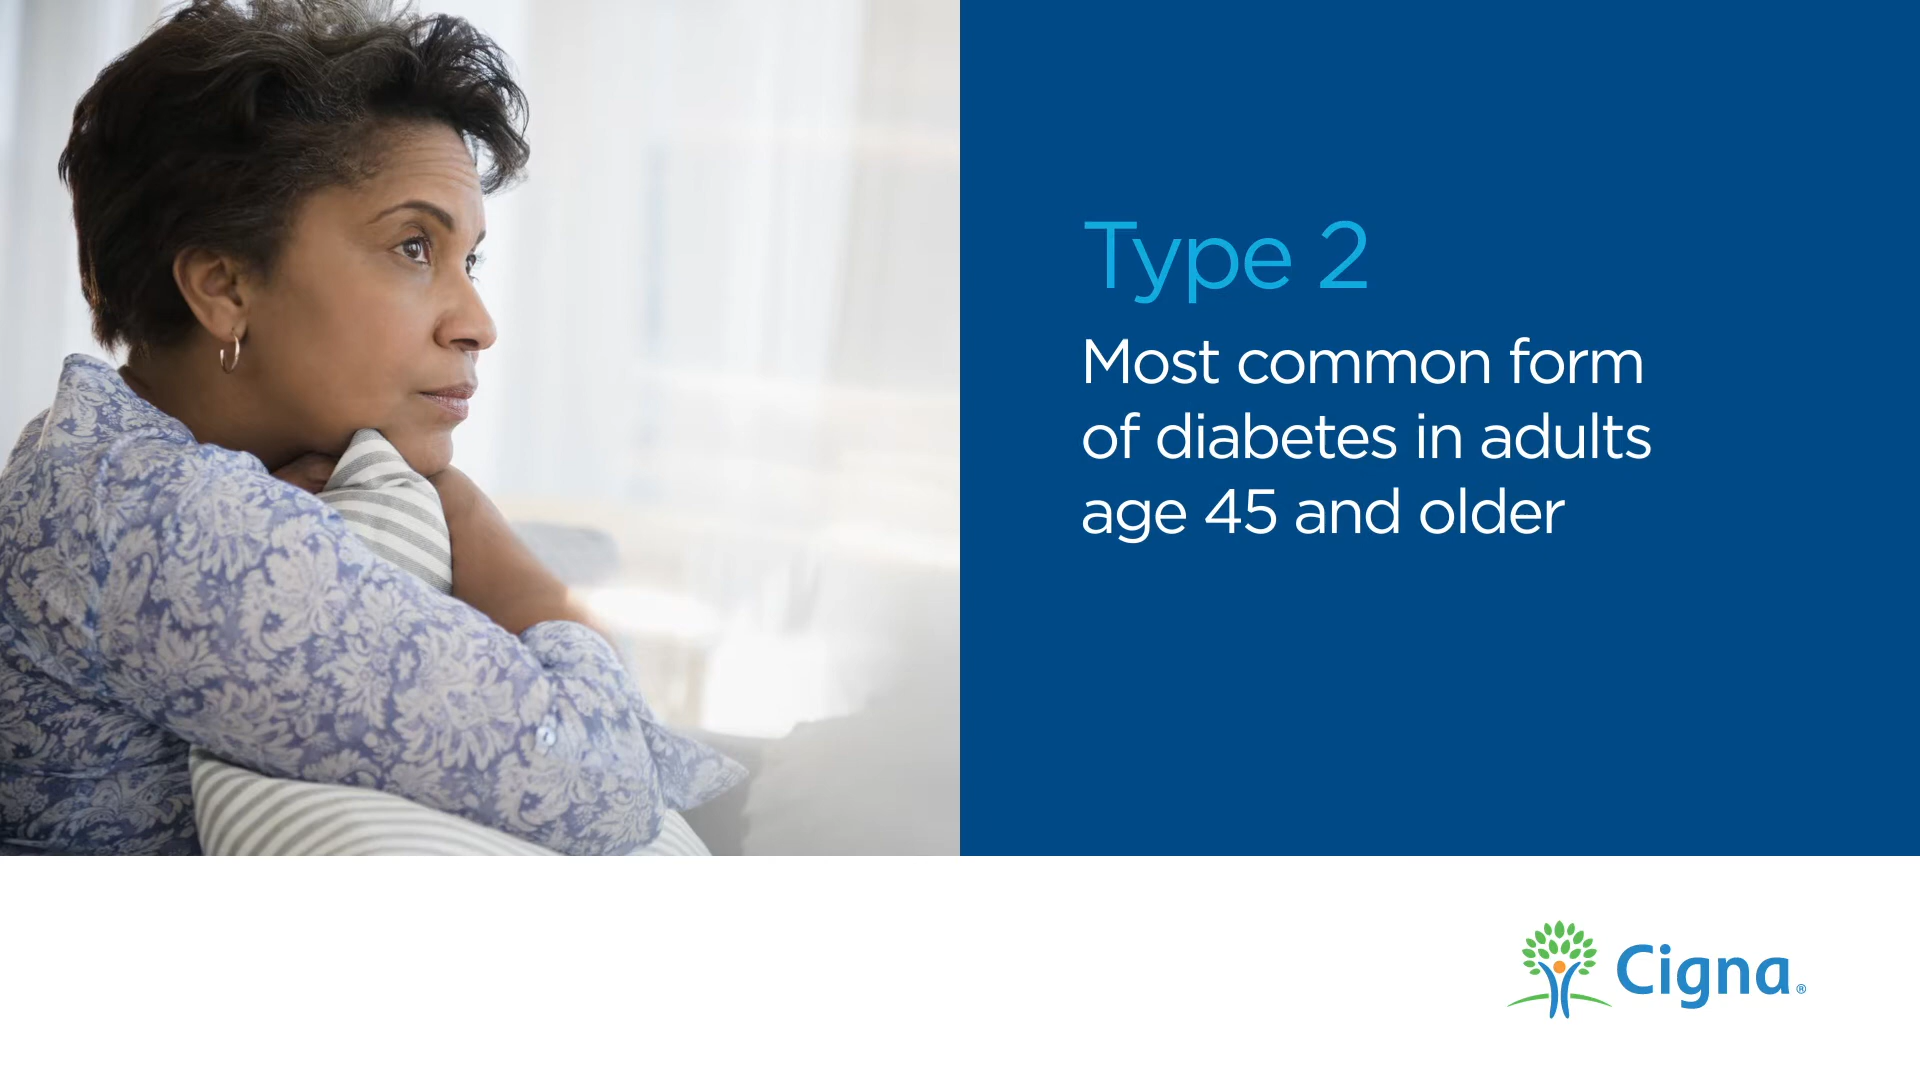 Type 2
Most common form
of diabetes in adults
age 45 and older
Cigna®